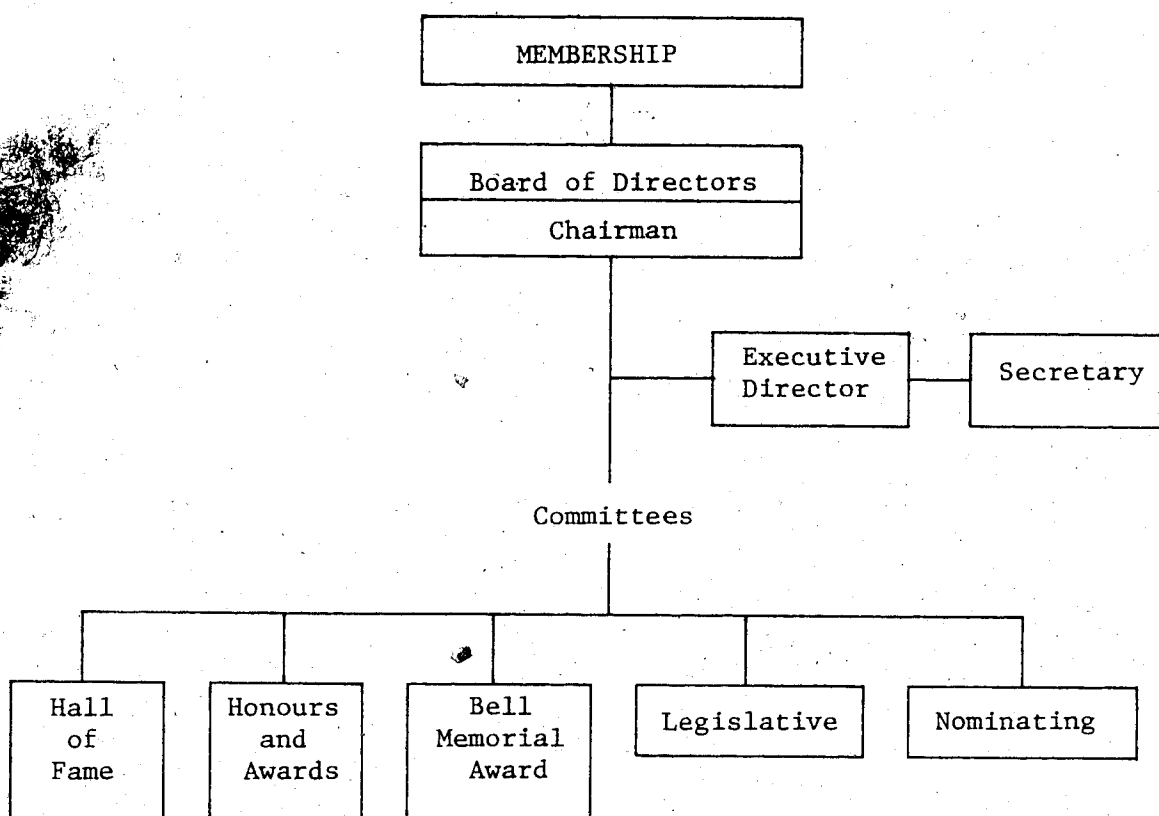 MEMBERSHIP
Board of Directors
Chairman
Executive
Director
Secretary
Committees
Hall
of
Fame
Honours
and
Awards
Bell
Memorial
Award
Legislative
Nominating